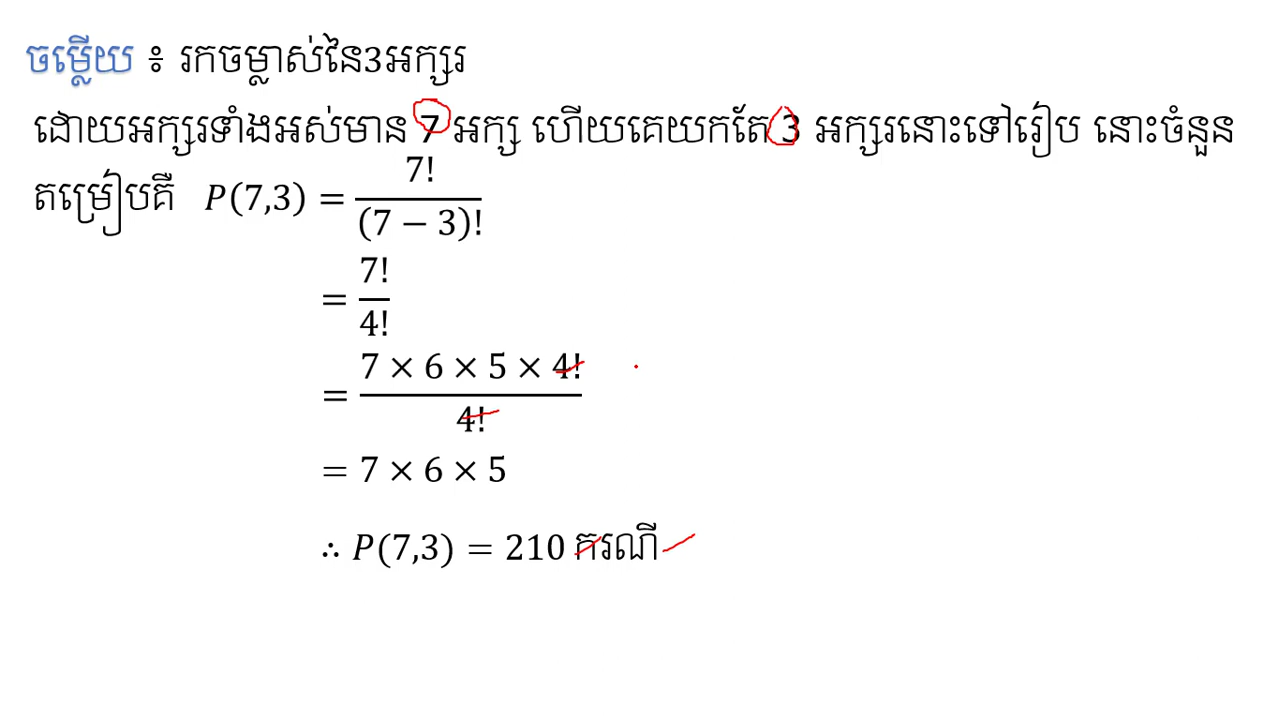 ចម្លើយ ៖ រកចម្លាស់នៃ3អក្សរ
ដោយអក្សរទាំងអស់មាន 7 អក្ស ហើយគេយកតែ 3 អក្សរនោះទៅរៀប នោះចំនួន
តម្រៀបគឺ P(7,3) = 7! / (7 − 3)!
= 7! / 4!
= 7 × 6 × 5 × 4! / 4!
= 7 × 6 × 5
∴ P(7,3) = 210 ករណី